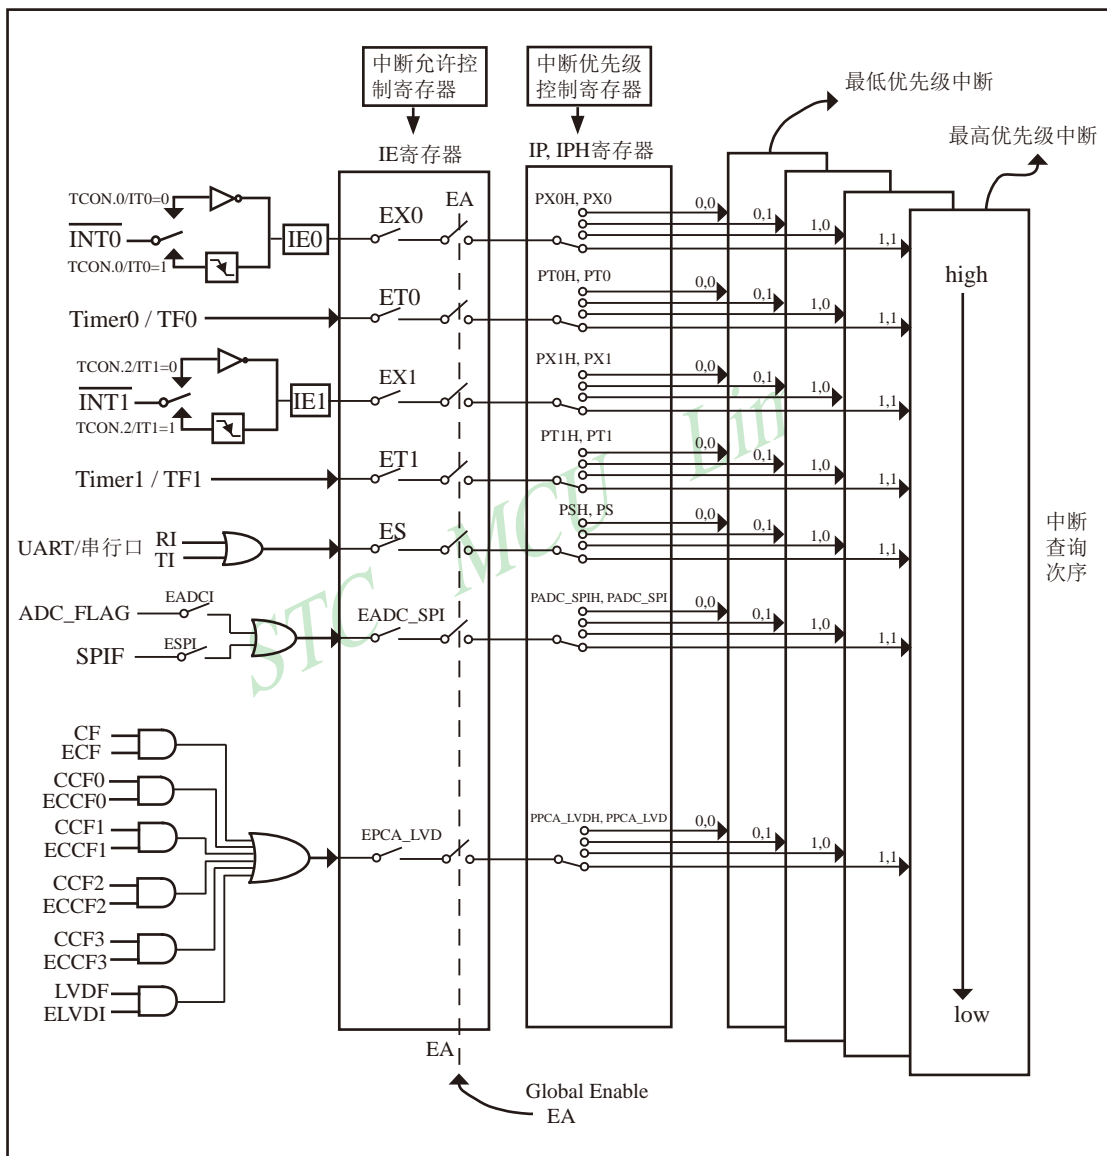 中断允许控
制寄存器
中断优先级
控制寄存器
最低优先级中断
最高优先级中断
IE寄存器
IP, IPH寄存器
TCON.0/IT0=0
INT0
TCON.0/IT0=1
IE0
EX0
EA
PX0H, PX0
0,0
0,1
1,0
1,1
high
Timer0 / TF0
ET0
PT0H, PT0
0,0
0,1
1,0
1,1
TCON.2/IT1=0
INT1
TCON.2/IT1=1
IE1
EX1
PX1H, PX1
0,0
0,1
1,0
1,1
Timer1 / TF1
ET1
PT1H, PT1
0,0
0,1
1,0
1,1
UART/串行口
RI
TI
ES
PSH, PS
0,0
0,1
1,0
1,1
中断
查询
次序
ADC_FLAG
EADCI
SPIF
ESPI
EADC_SPI
PADC_SPIH, PADC_SPI
0,0
0,1
1,0
1,1
STC MCU Lim
CF
ECF
CCF0
ECCF0
CCF1
ECCF1
CCF2
ECCF2
CCF3
ECCF3
LVDF
ELVDI
EPCA_LVD
PPCA_LVDH, PPCA_LVD
0,0
0,1
1,0
1,1
low
EA
Global Enable
EA